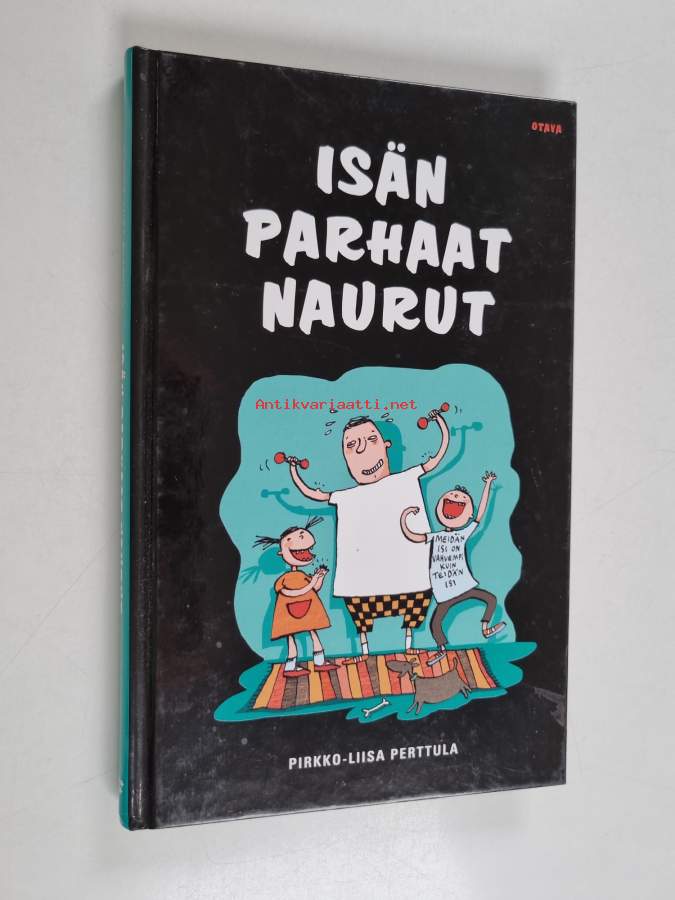 OTAVA
ISÄN
PARHAAT
NAURUT
Antikvariaatti.net
MEIDÄN
ISI ON
VAHVEMPI
KUIN
TEIDÄN
ISI
PIRKKO-LIISA PERTTULA